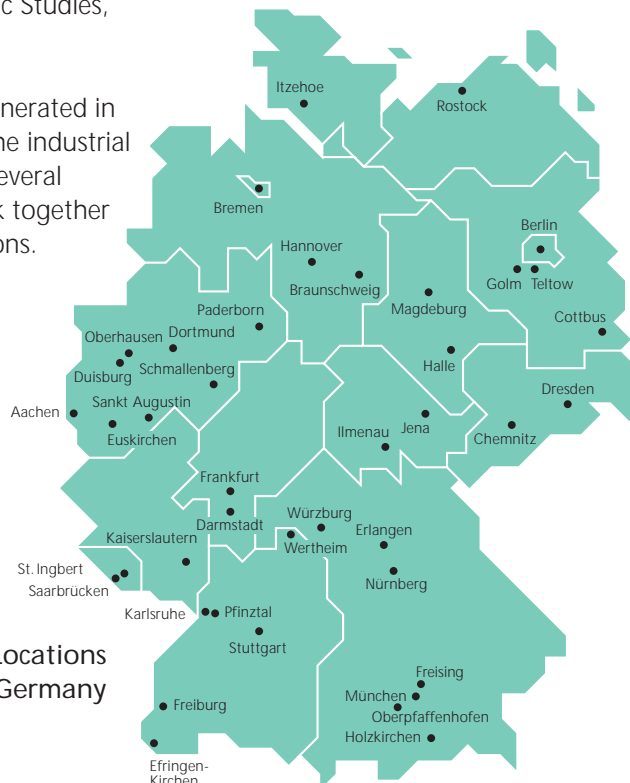 c Studies,
nerated in
he industrial
everal
k together
ons.
Locations
Germany
Itzehoe
Rostock
Bremen
Berlin
Hannover
Braunschweig
Golm Teltow
Magdeburg
Paderborn
Cottbus
Oberhausen Dortmund
Halle
Duisburg Schmallenberg
Dresden
Aachen Sankt Augustin
Euskirchen
Ilmenau Jena
Chemnitz
Frankfurt
Darmstadt
Würzburg
Erlangen
Kaiserslautern
Wertheim
St. Ingbert
Saarbrücken
Nürnberg
Karlsruhe Pfinztal
Stuttgart
Freising
München
Freiburg
Oberpfaffenhofen
Holzkirchen
Efringen-
Kirchen